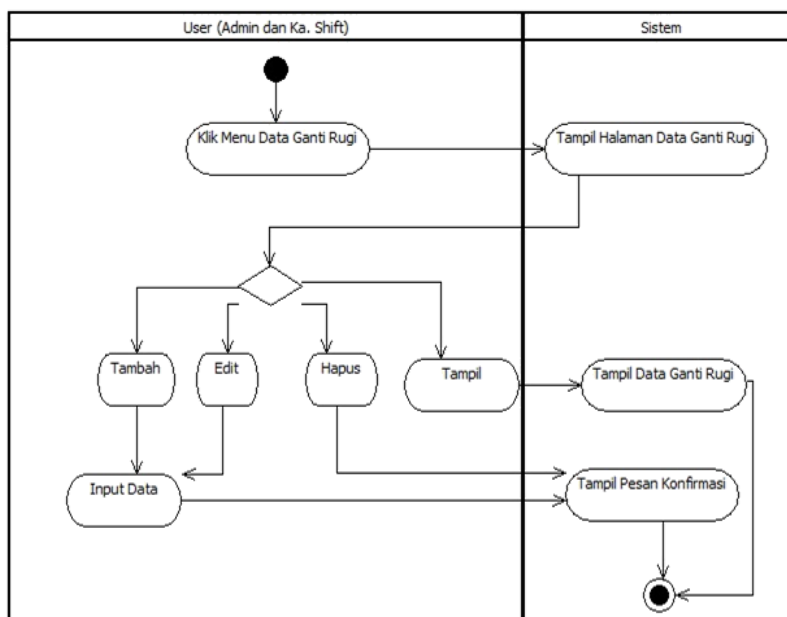 User (Admin dan Ka. Shift)
Sistem
Klik Menu Data Ganti Rugi
Tampil Halaman Data Ganti Rugi
Tambah
Edit
Hapus
Tampil
Tampil Data Ganti Rugi
Input Data
Tampil Pesan Konfirmasi